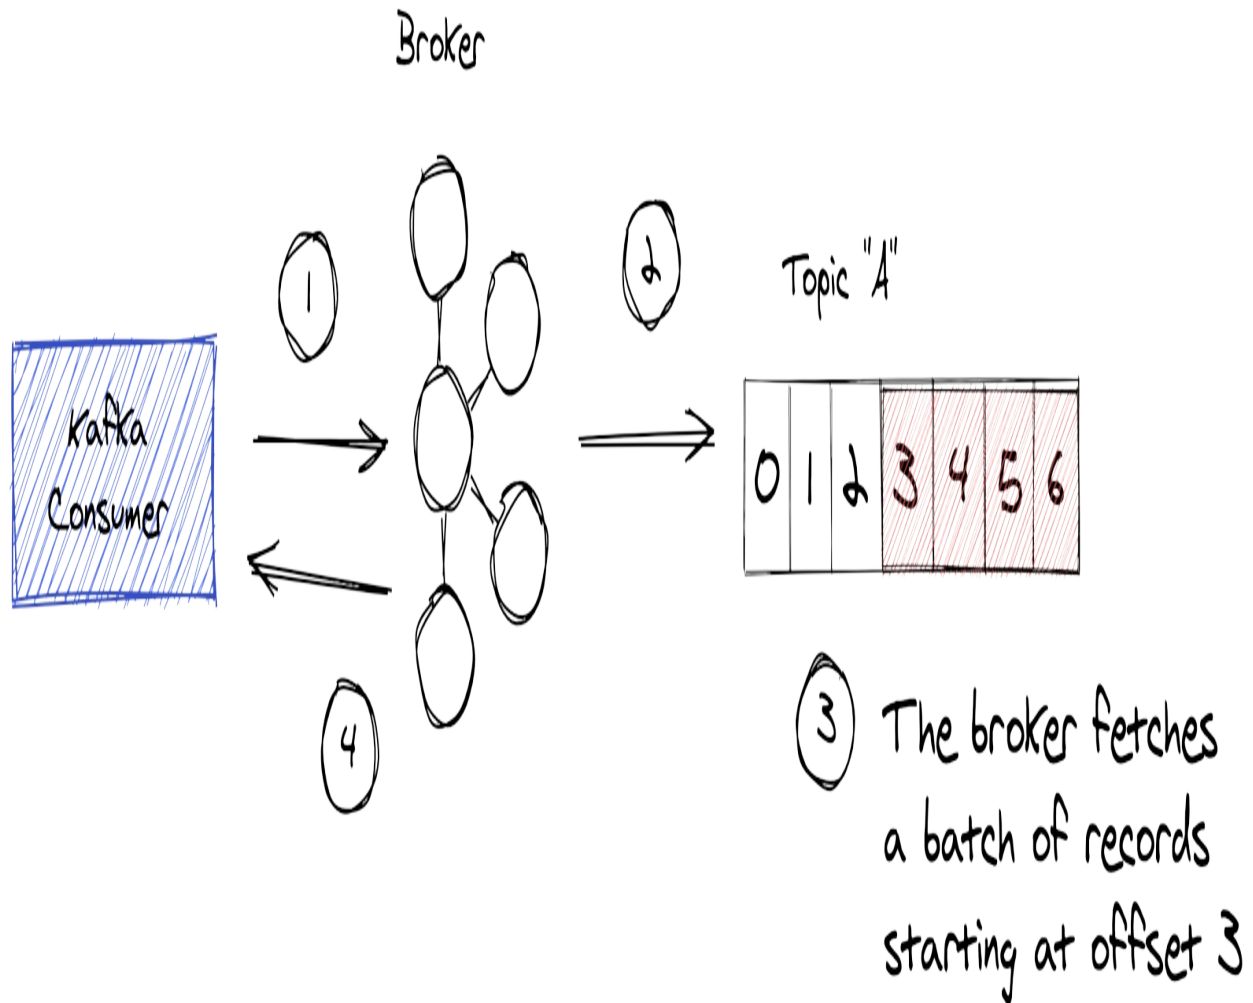 Broker
1
2
Topic "A"
Kafka
Consumer
0 1 2 3 4 5 6
4
3 The broker fetches
a batch of records
starting at offset 3